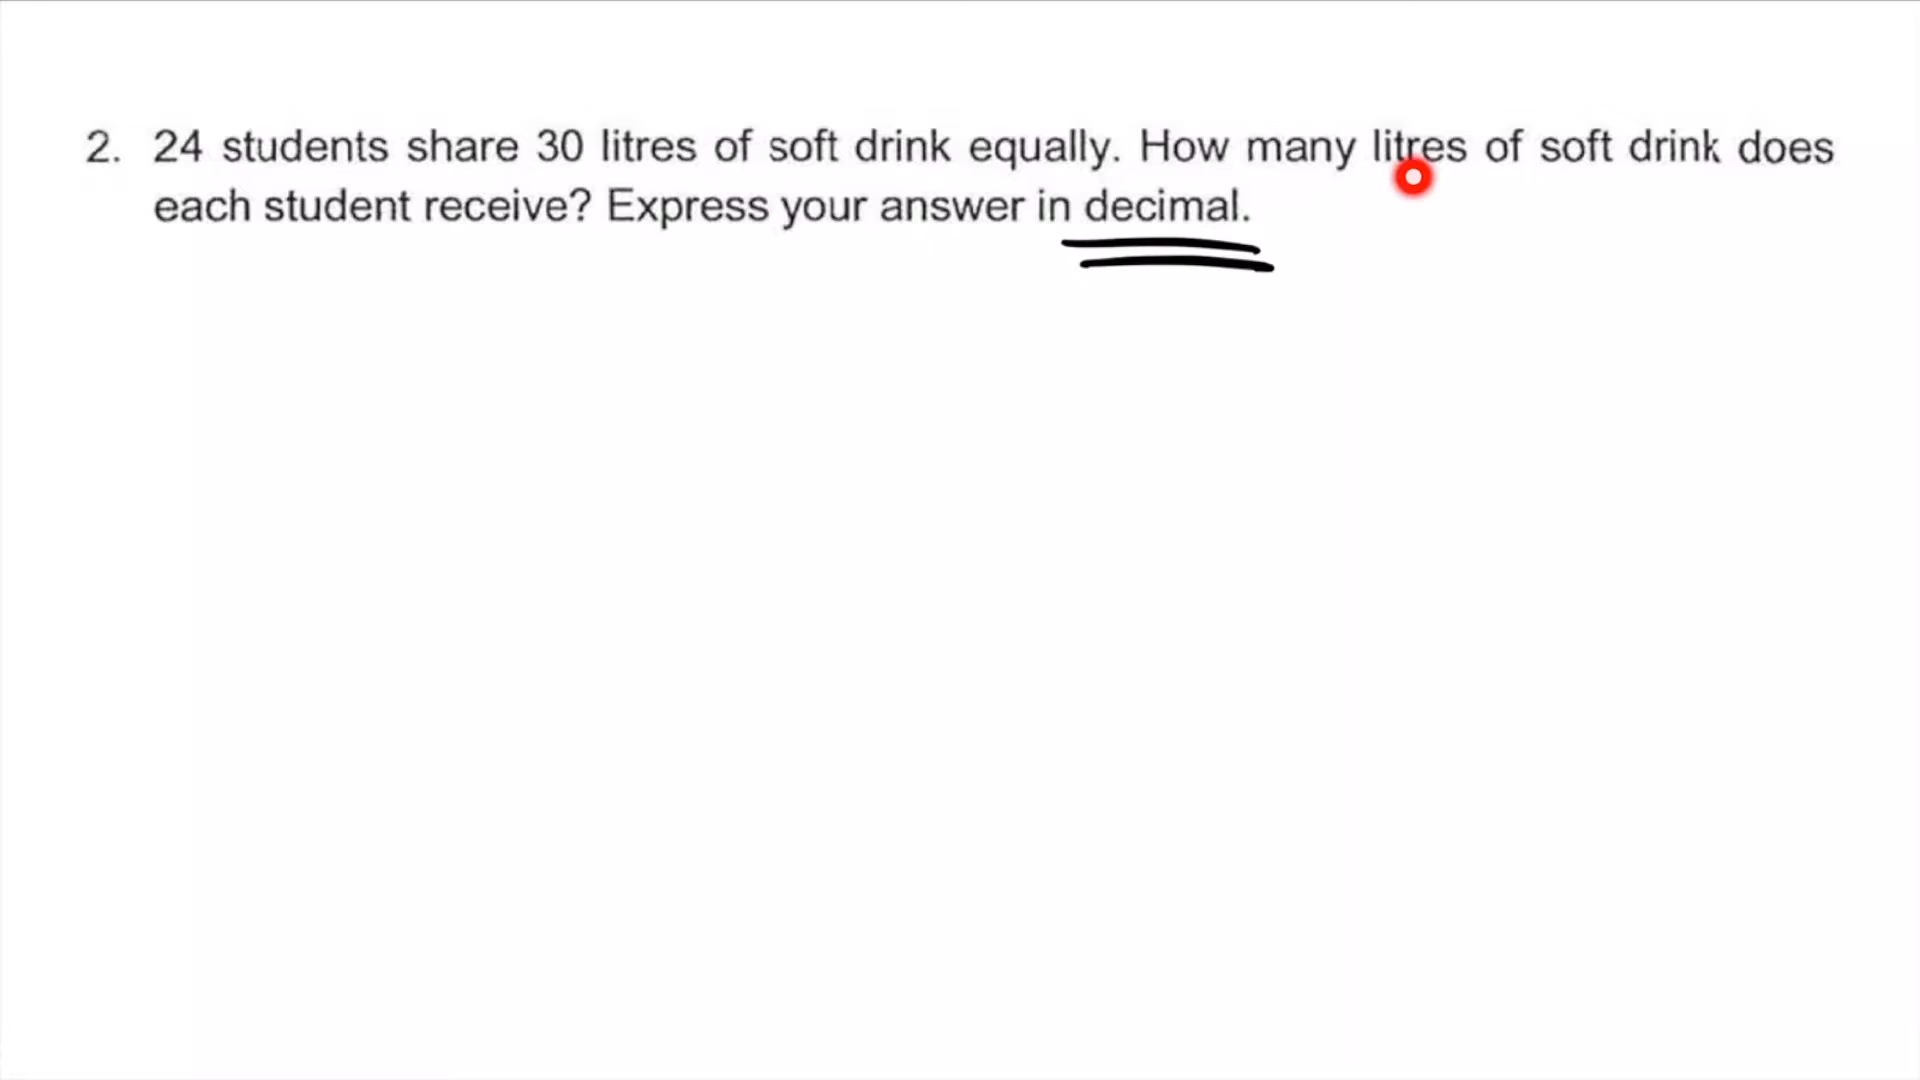 2. 24 students share 30 litres of soft drink equally. How many litres of soft drink does
each student receive? Express your answer in decimal.